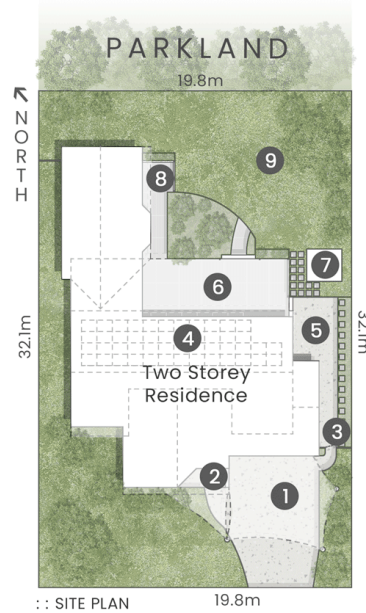 PARKLAND
19.8m
NORTH
9
8
7
6
32.1m
32.1m
5
4
Two Storey
Residence
3
2
1
:: SITE PLAN
19.8m